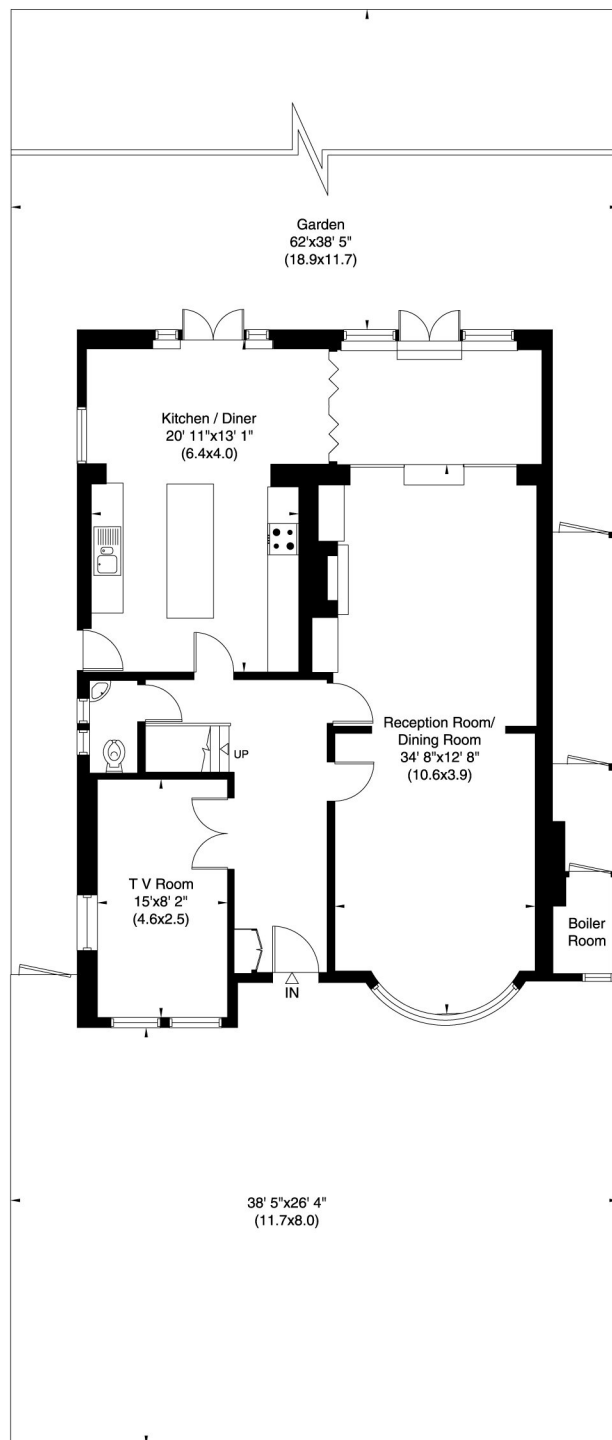 Garden
62'x38' 5"
(18.9x11.7)
Kitchen / Diner
20' 11"x13' 1"
(6.4x4.0)
UP
Reception Room/
Dining Room
34' 8"x12' 8"
(10.6x3.9)
T V Room
15'x8' 2"
(4.6x2.5)
Boiler
Room
IN
38' 5"x26' 4"
(11.7x8.0)